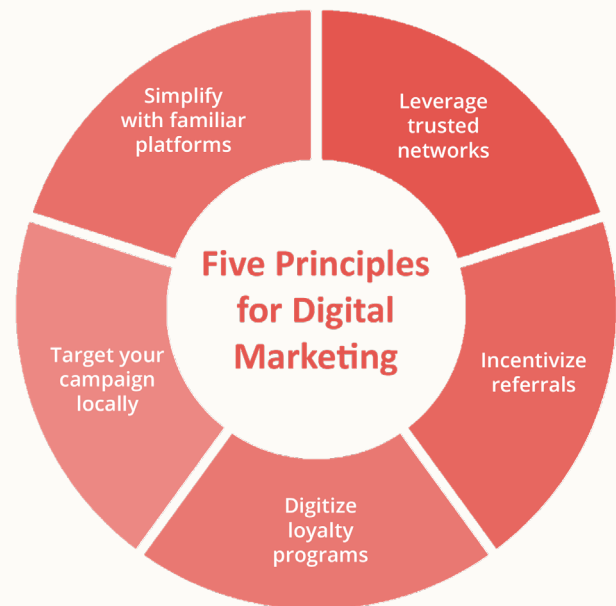 Five Principles
for Digital
Marketing
Leverage
trusted
networks
Incentivize
referrals
Digitize
loyalty
programs
Target your
campaign
locally
Simplify
with familiar
platforms